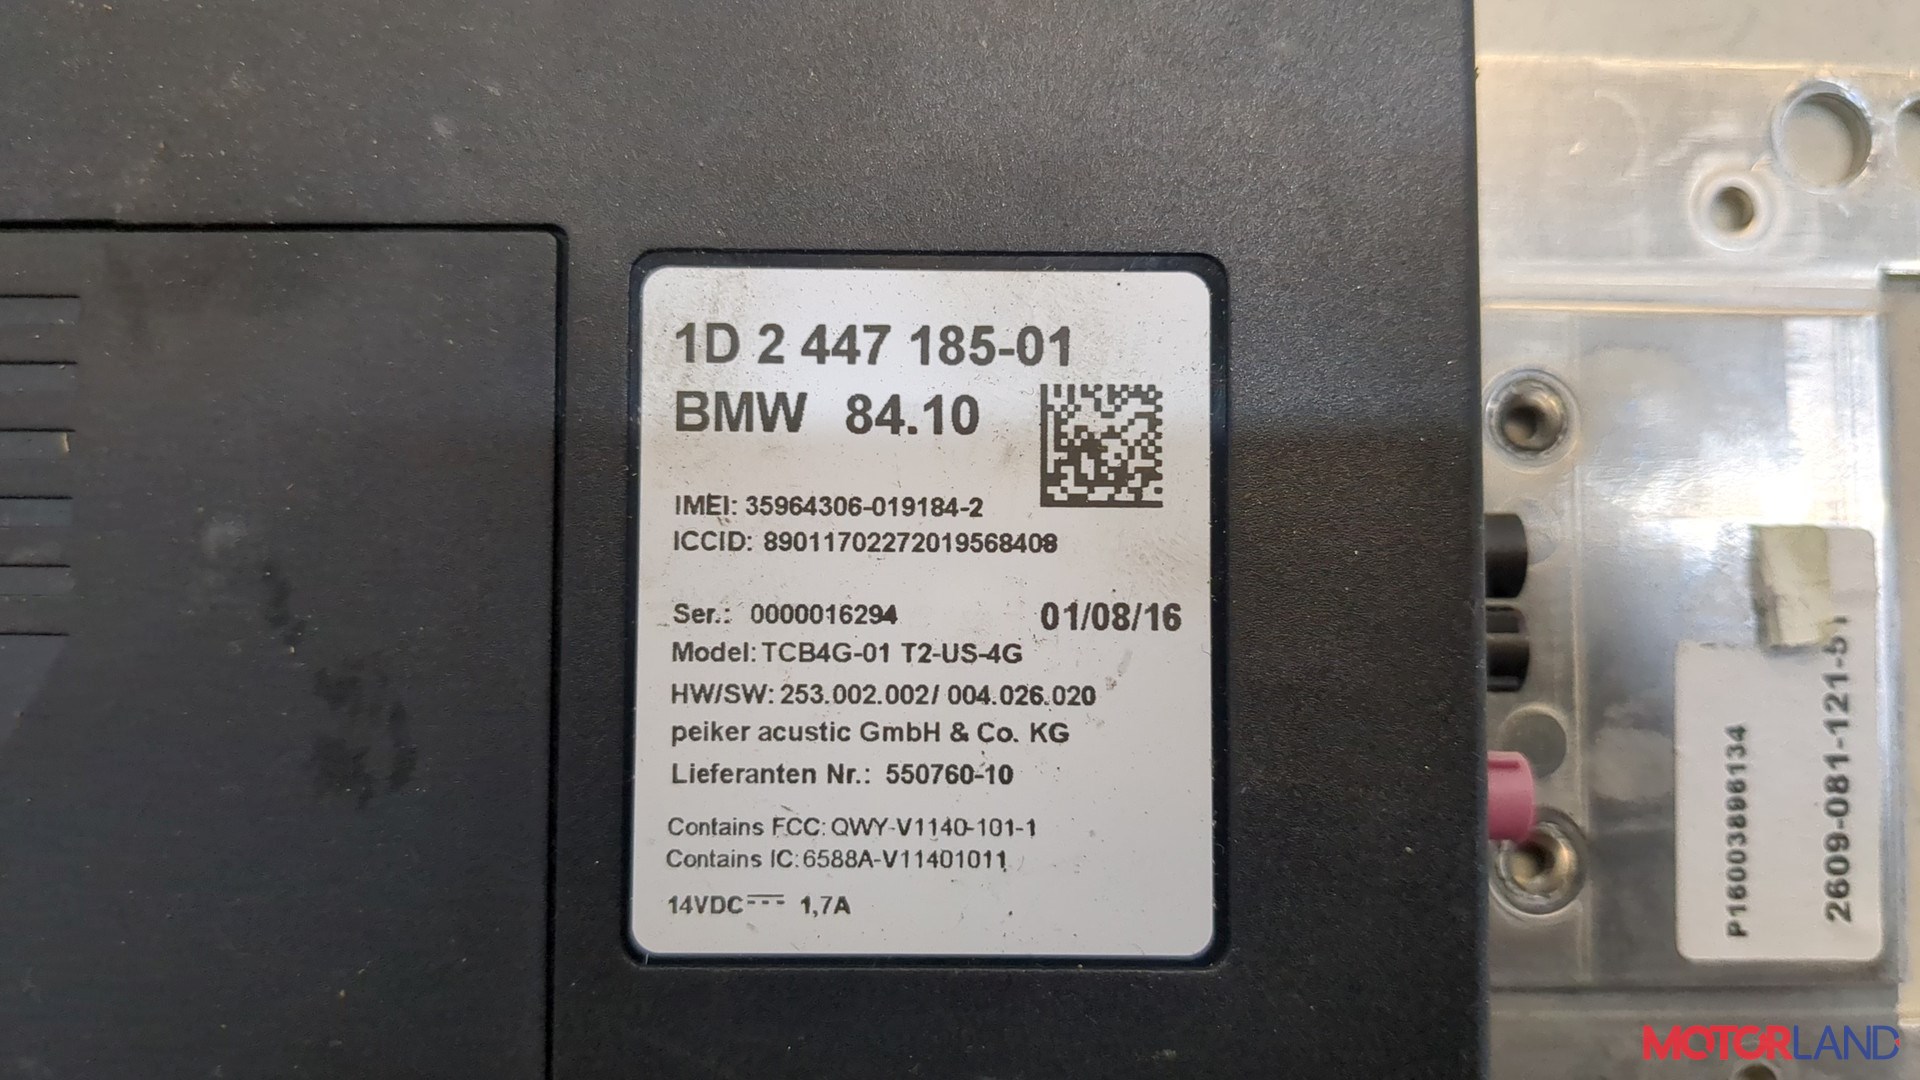 1D 2 447 185-01
BMW 84.10
IMEI: 35964306-019184-2
ICCID: 89011702272019568408
Ser.: 0000016294 01/08/16
Model: TCB4G-01 T2-US-4G
HW/SW: 253.002.002/ 004.026.020
peiker acustic GmbH & Co. KG
Lieferanten Nr.: 550760-10
Contains FCC: QWY-V1140-101-1
Contains IC: 6588A-V11401011
14VDC 1,7A
P16003896134
2609-081-121-51
MOTORLAND